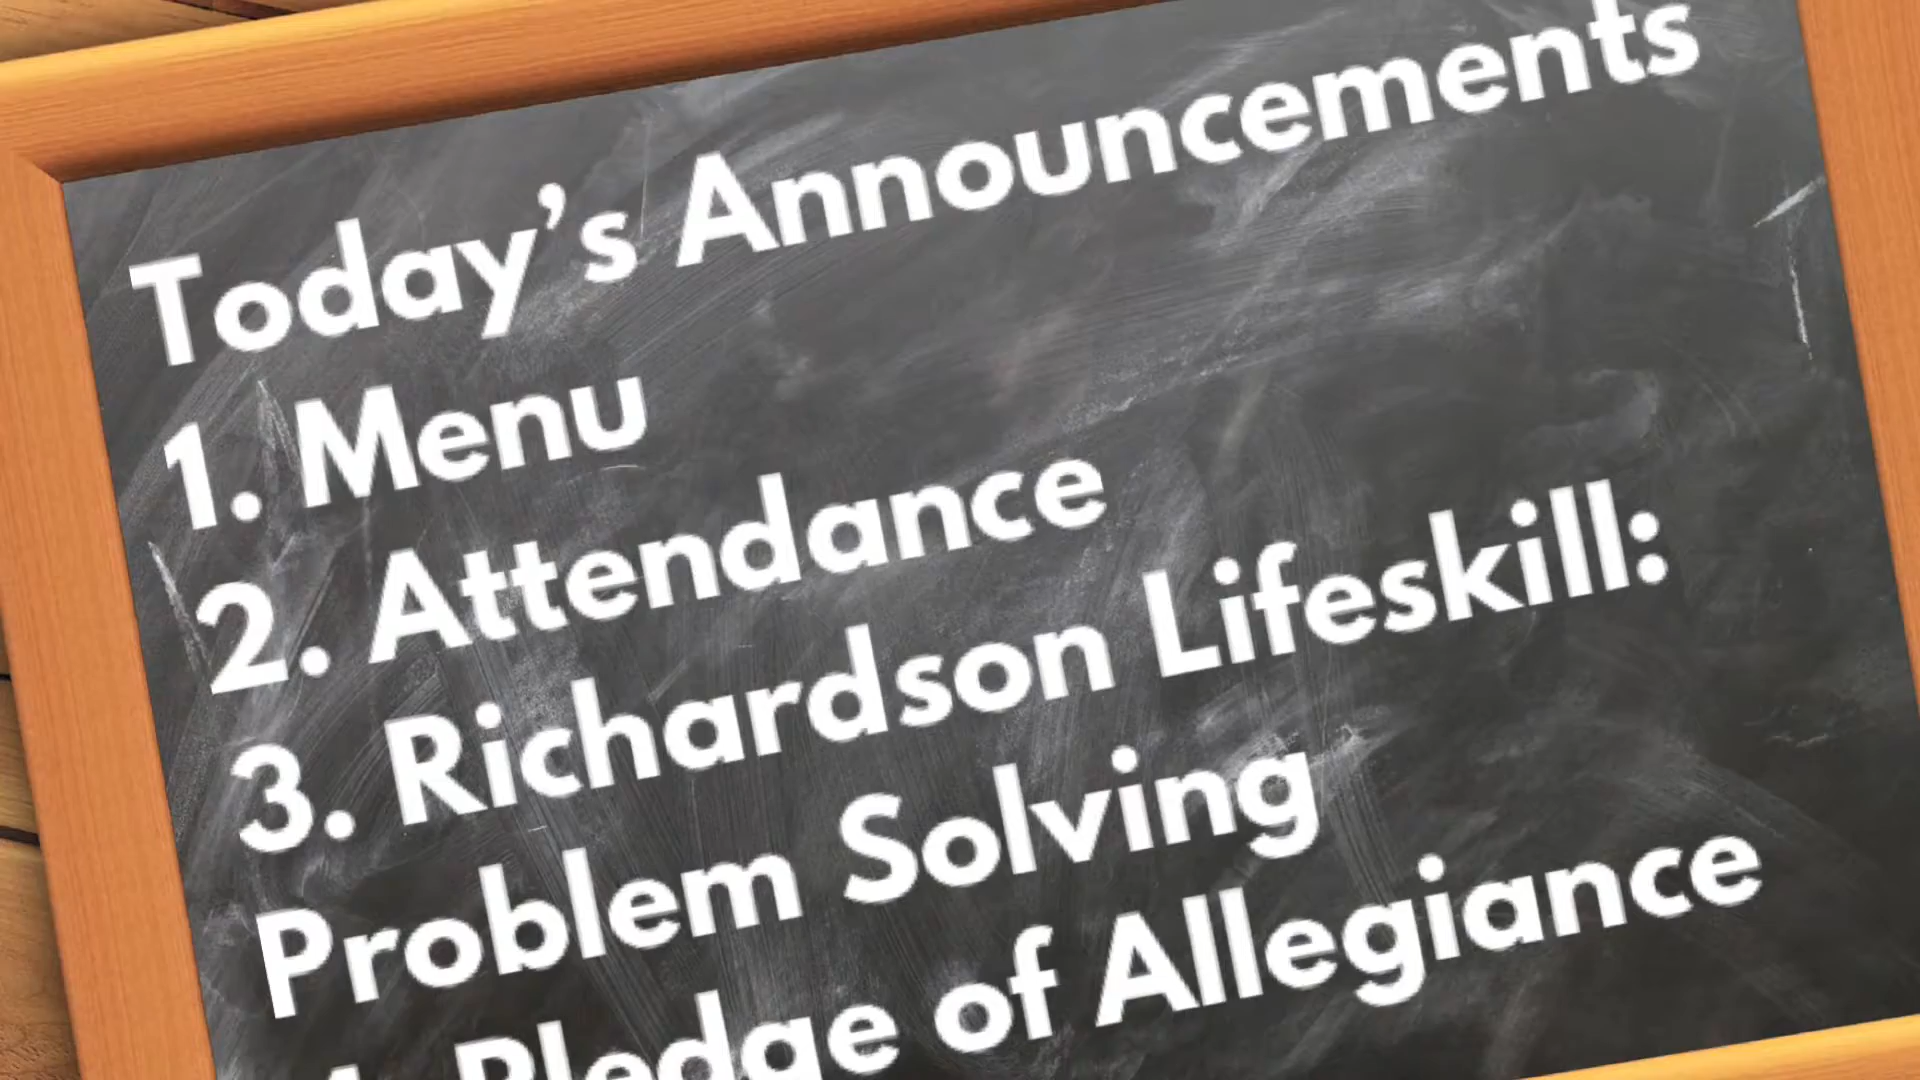 Today’s Announcements
1. Menu
2. Attendance
3. Richardson Lifeskill:
Problem Solving
Pledge of Allegiance